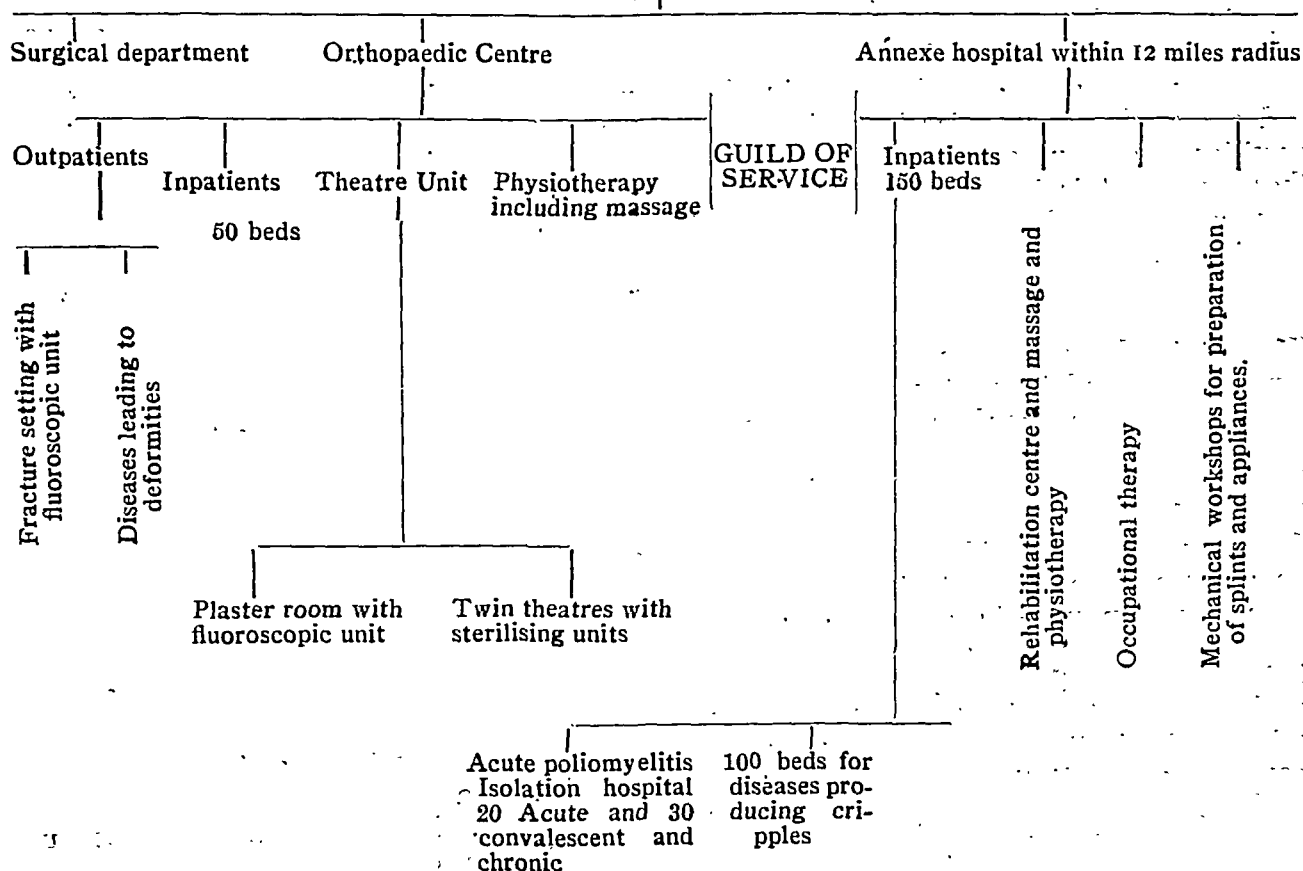 Surgical department
Orthopaedic Centre
Annexe hospital within 12 miles radius
Outpatients
Inpatients
50 beds
Theatre Unit
Physiotherapy
including massage
GUILD OF
SERVICE
Inpatients
150 beds
Fracture setting with
fluoroscopic unit
Diseases leading to
deformities
Rehabilitation centre and massage and
physiotherapy
Occupational therapy
Mechanical workshops for preparation
of splints and appliances.
Plaster room with
fluoroscopic unit
Twin theatres with
sterilising units
Acute poliomyelitis
Isolation hospital
20 Acute and 30
convalescent and
chronic
100 beds for
diseases pro-
ducing cri-
pples